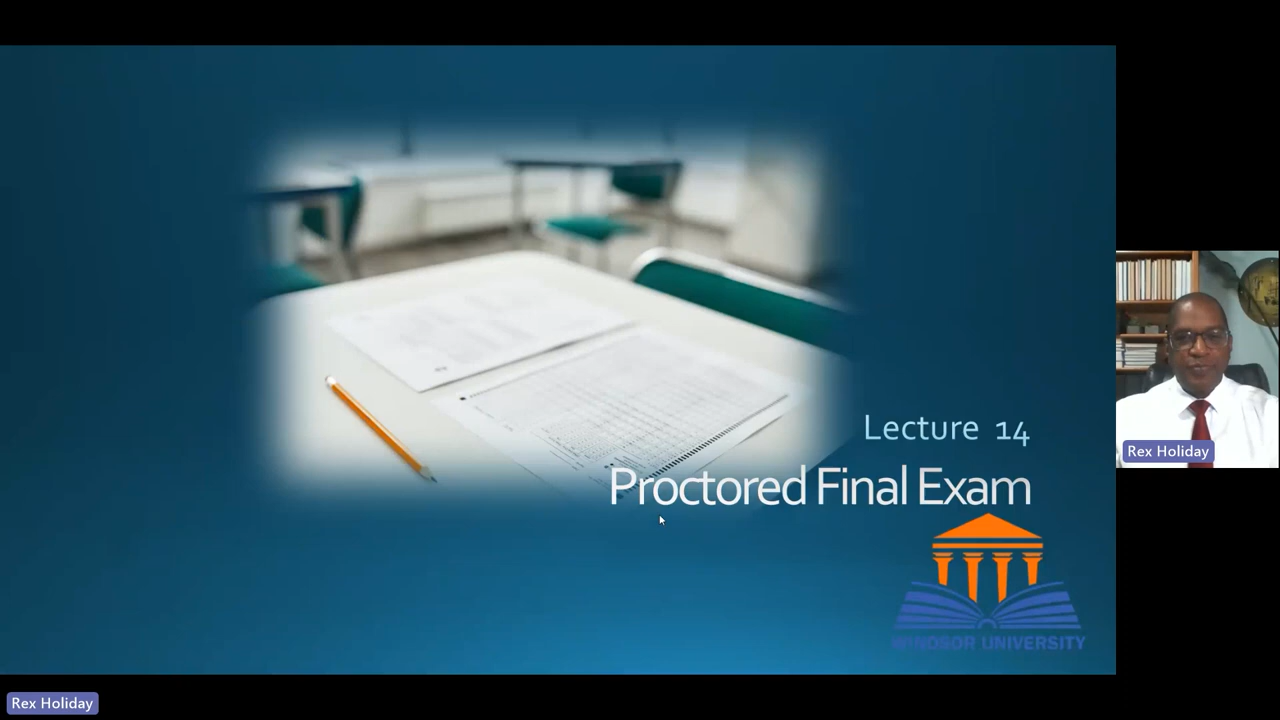 Lecture 14
Proctored Final Exam
WINDSOR UNIVERSITY
Rex Holiday
Rex Holiday